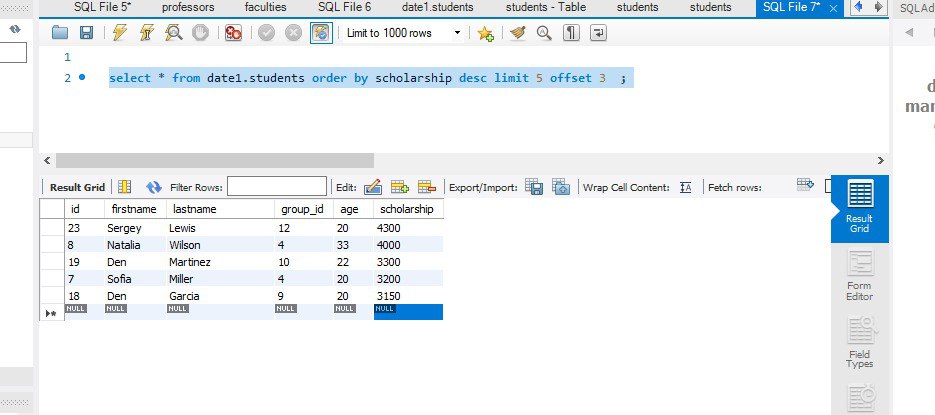 SQL File 5* professors faculties SQL File 6 date1.students students - Table students students SQL File 7* SQLAd
Limit to 1000 rows
1
2 select * from date1.students order by scholarship desc limit 5 offset 3 ;
d
mar
Result Grid Filter Rows: Edit: Export/Import: Wrap Cell Content: Fetch rows:
id firstname lastname group_id age scholarship
23 Sergey Lewis 12 20 4300
8 Natalia Wilson 4 33 4000
19 Den Martinez 10 22 3300
7 Sofia Miller 4 20 3200
18 Den Garcia 9 20 3150
NULL NULL NULL NULL NULL NULL
Result
Grid
Form
Editor
Field
Types